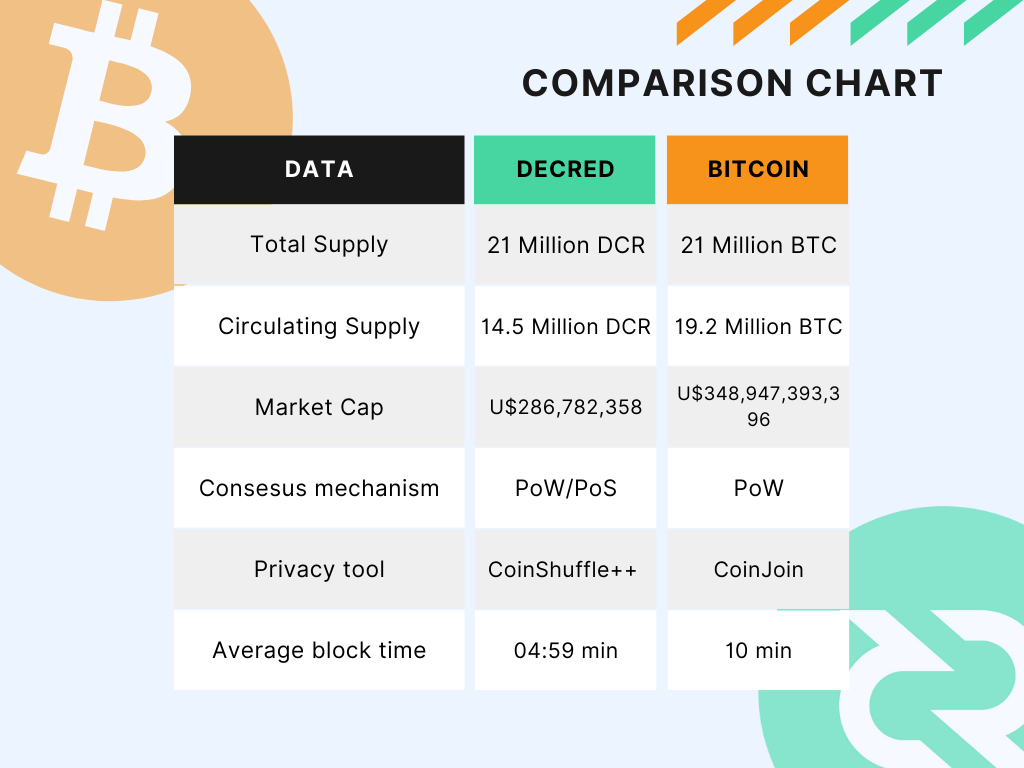 COMPARISON CHART
DATA DECRED BITCOIN
Total Supply 21 Million DCR 21 Million BTC
Circulating Supply 14.5 Million DCR 19.2 Million BTC
Market Cap U$286,782,358 U$348,947,393,3
96
Consesus mechanism PoW/PoS PoW
Privacy tool CoinShuffle++ CoinJoin
Average block time 04:59 min 10 min